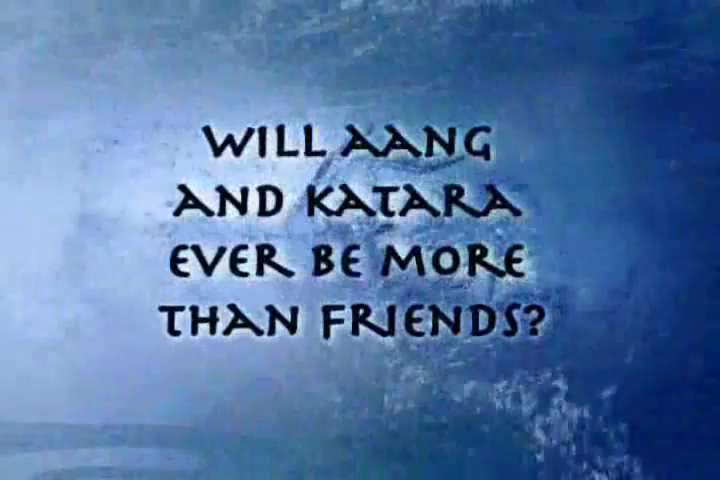 WILL AANG
AND KATARA
EVER BE MORE
THAN FRIENDS?